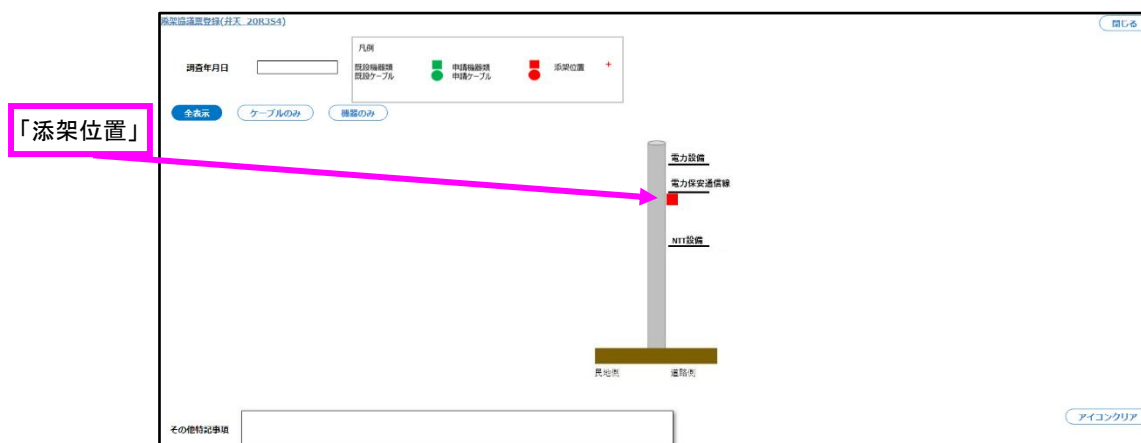 添架協議票登録(弁天 20R3S4)
閉じる
凡例
調査年月日
既設機器類
申請機器類
添架位置
既設ケーブル
申請ケーブル
全表示
ケーブルのみ
機器のみ
「添架位置」
電力設備
電力保安通信線
NTT設備
民地側
道路側
アイコンクリア
その他特記事項